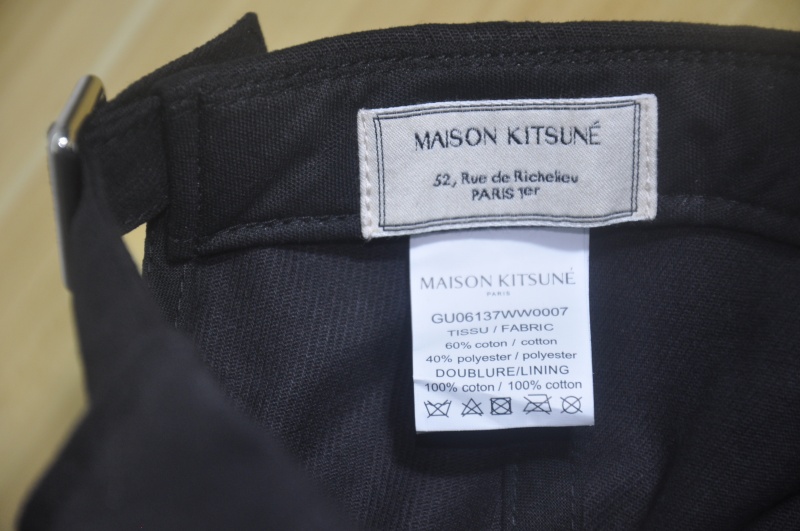 MAISON KITSUNÉ
52, Rue de Richelieu
PARIS 1er
MAISON KITSUNÉ
PARIS
GU06137WW0007
TISSU / FABRIC
60% coton / cotton
40% polyester / polyester
DOUBLURE/LINING
100% coton / 100% cotton